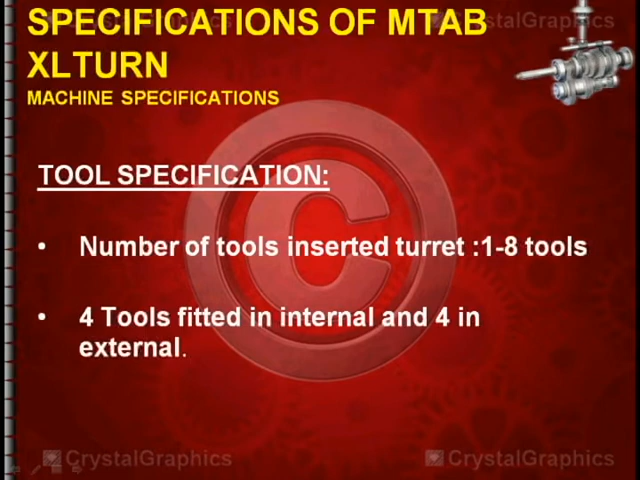 CrystalGraphics CrystalGraphics
SPECIFICATIONS OF MTAB
XLTURN
MACHINE SPECIFICATIONS
TOOL SPECIFICATION:
• Number of tools inserted turret :1-8 tools
• 4 Tools fitted in internal and 4 in
external.
CrystalGraphics CrystalGraphics